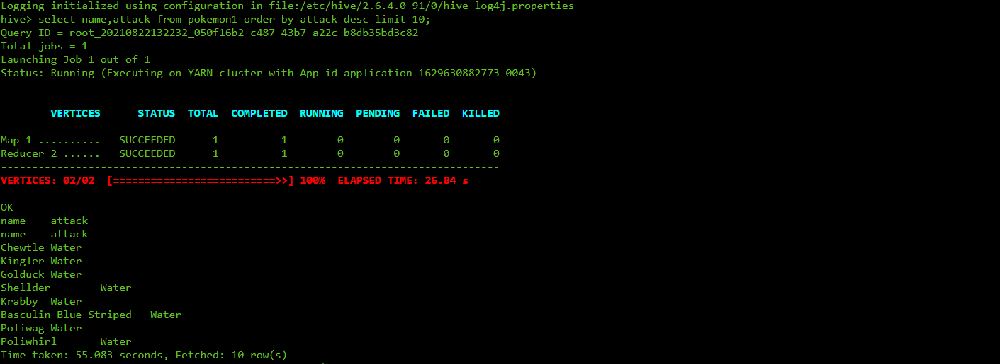 Logging initialized using configuration in file:/etc/hive/2.6.4.0-91/0/hive-log4j.properties
hive> select name,attack from pokemon1 order by attack desc limit 10;
Query ID = root_20210822132232_050f16b2-c487-43b7-a22c-b8db35bd3c82
Total jobs = 1
Launching Job 1 out of 1
Status: Running (Executing on YARN cluster with App id application_1629630882773_0043)
--------------------------------------------------------------------------------
        VERTICES      STATUS  TOTAL  COMPLETED  RUNNING  PENDING  FAILED  KILLED
--------------------------------------------------------------------------------
Map 1 ..........   SUCCEEDED      1          1        0        0       0       0
Reducer 2 ......   SUCCEEDED      1          1        0        0       0       0
--------------------------------------------------------------------------------
VERTICES: 02/02  [==========================>>] 100%  ELAPSED TIME: 26.84 s
--------------------------------------------------------------------------------
OK
name    attack
name    attack
Chewtle Water
Kingler Water
Golduck Water
Shellder        Water
Krabby  Water
Basculin Blue Striped   Water
Poliwag Water
Poliwhirl       Water
Time taken: 55.083 seconds, Fetched: 10 row(s)